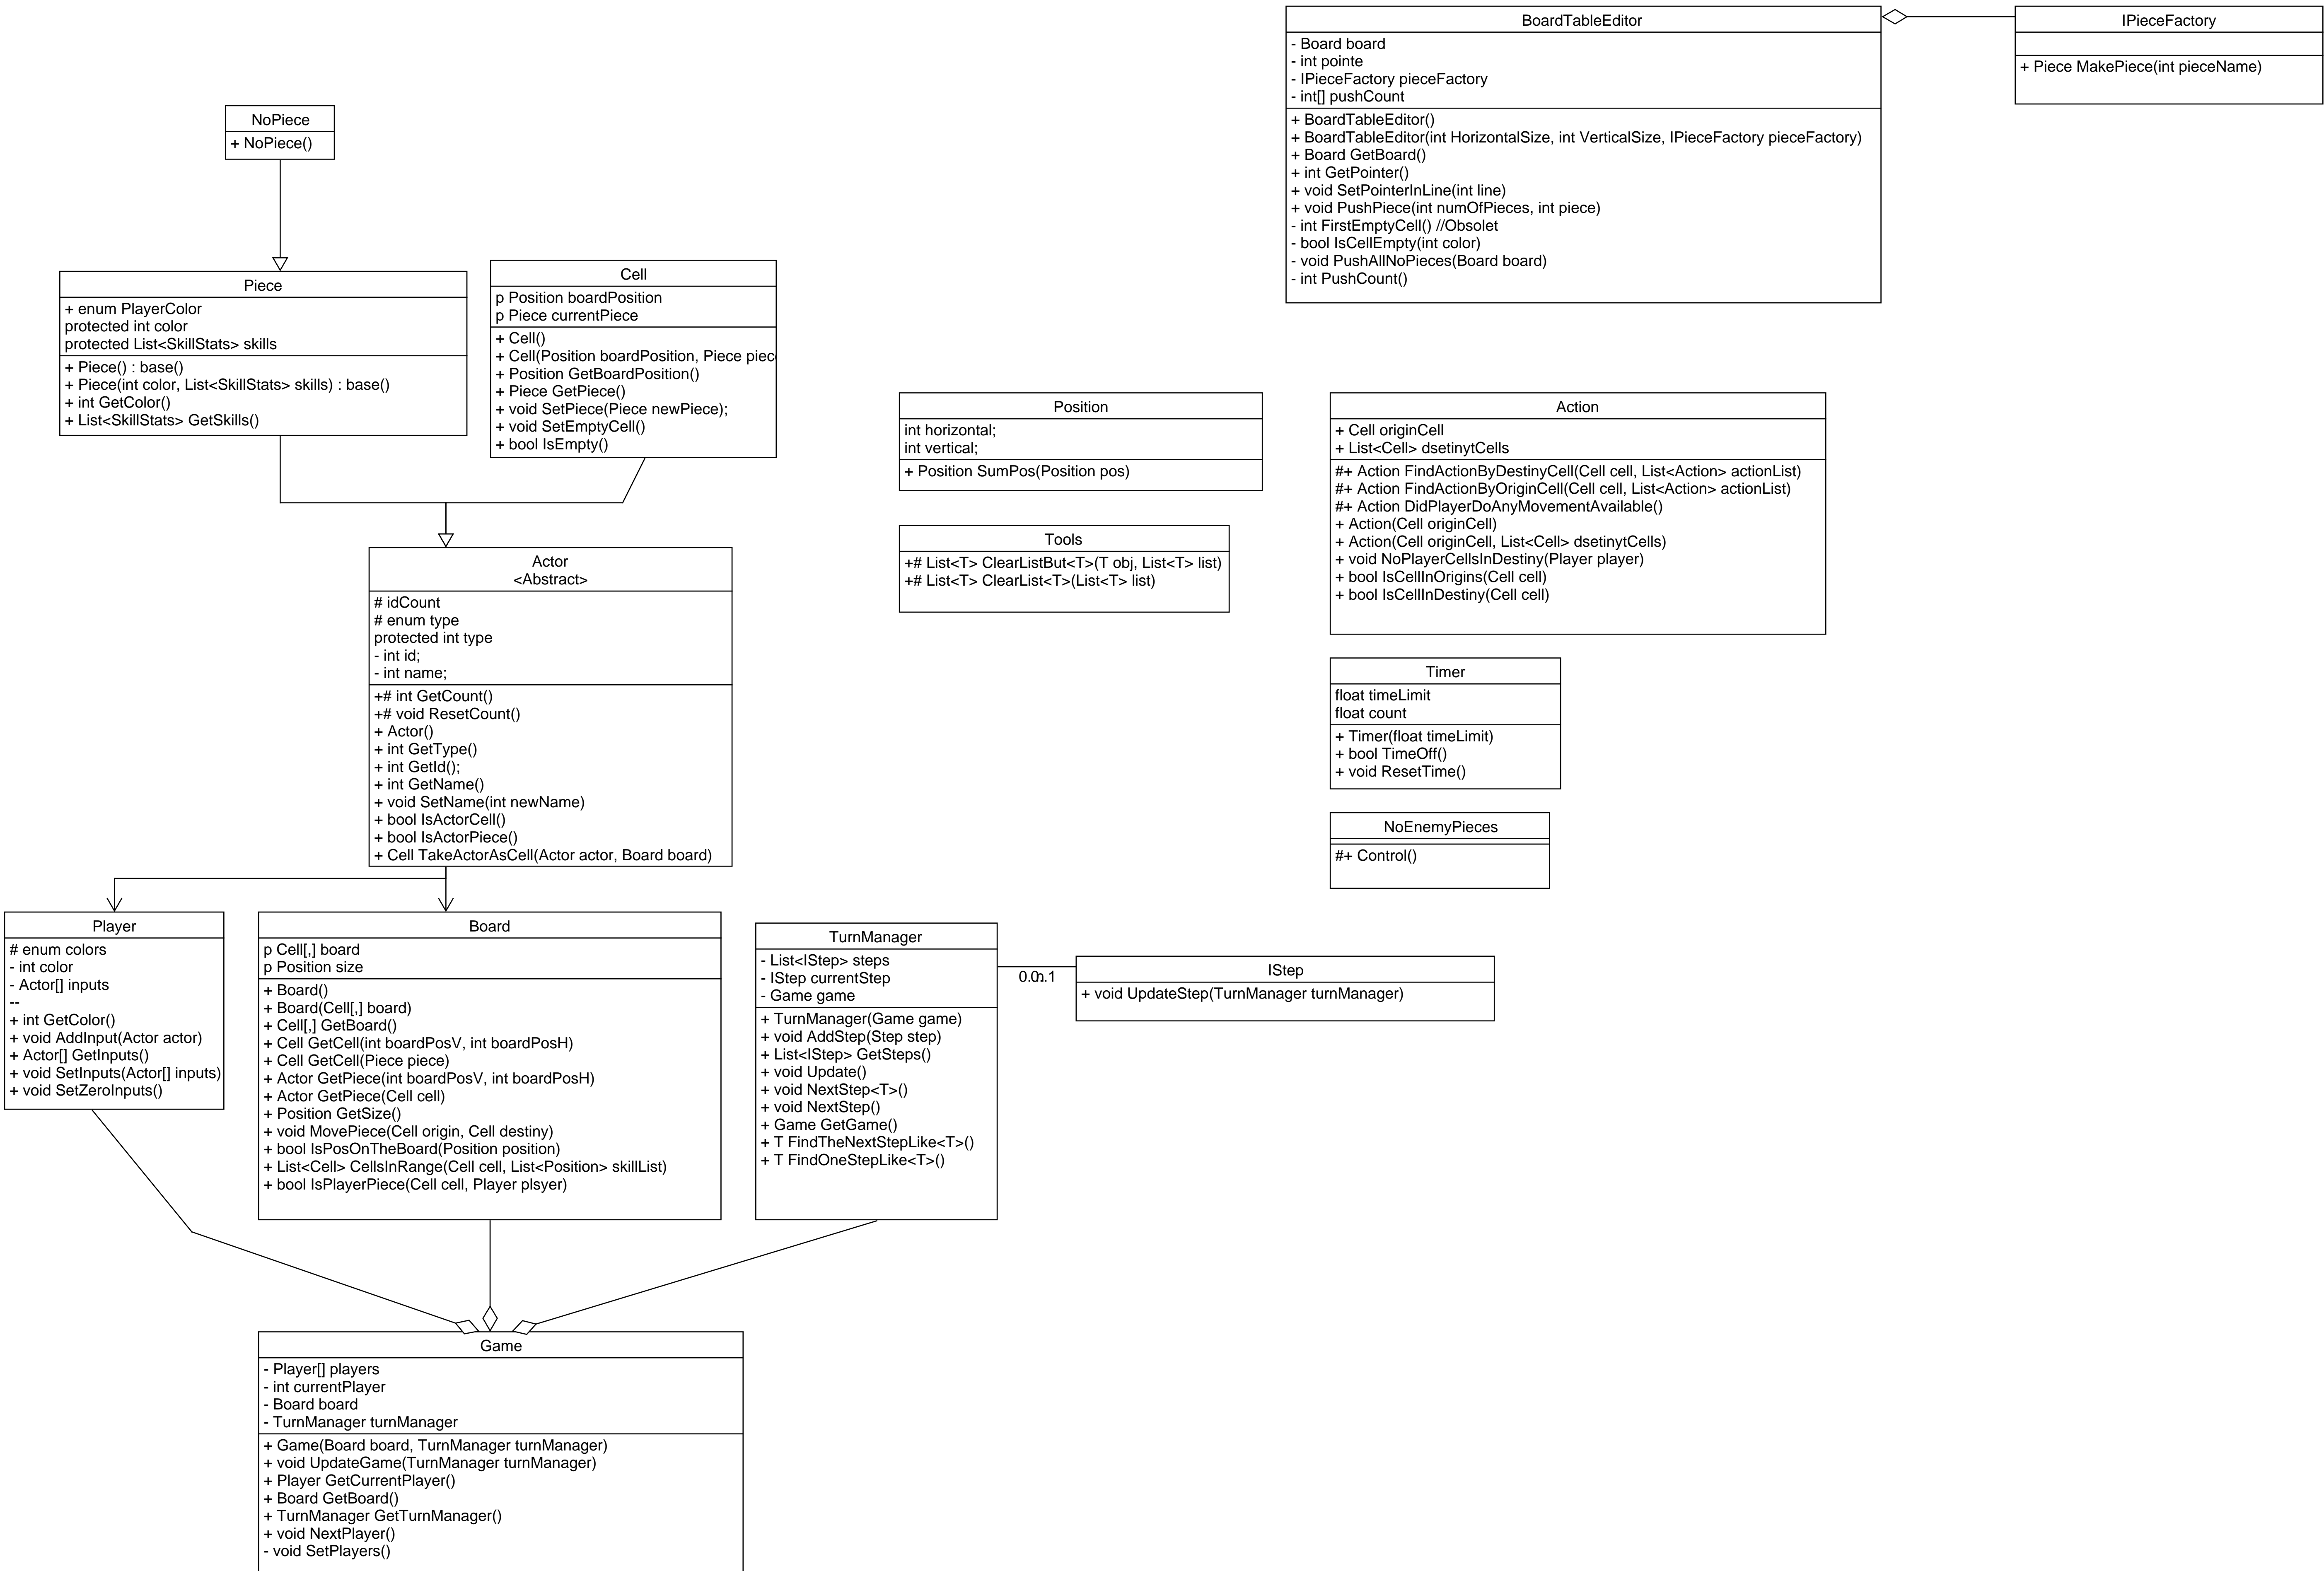 BoardTableEditor
- Board board
- int pointe
- IPieceFactory pieceFactory
- int[] pushCount
+ BoardTableEditor()
+ BoardTableEditor(int HorizontalSize, int VerticalSize, IPieceFactory pieceFactory)
+ Board GetBoard()
+ int GetPointer()
+ void SetPointerInLine(int line)
+ void PushPiece(int numOfPieces, int piece)
- int FirstEmptyCell() //Obsolet
- bool IsCellEmpty(int color)
- void PushAllNoPieces(Board board)
- int PushCount()
IPieceFactory
+ Piece MakePiece(int pieceName)
NoPiece
+ NoPiece()
Piece
+ enum PlayerColor
protected int color
protected List<SkillStats> skills
+ Piece() : base()
+ Piece(int color, List<SkillStats> skills) : base()
+ int GetColor()
+ List<SkillStats> GetSkills()
Cell
p Position boardPosition
p Piece currentPiece
+ Cell()
+ Cell(Position boardPosition, Piece piec
+ Position GetBoardPosition()
+ Piece GetPiece()
+ void SetPiece(Piece newPiece);
+ void SetEmptyCell()
+ bool IsEmpty()
Position
int horizontal;
int vertical;
+ Position SumPos(Position pos)
Action
+ Cell originCell
+ List<Cell> dsetinytCells
#+ Action FindActionByDestinyCell(Cell cell, List<Action> actionList)
#+ Action FindActionByOriginCell(Cell cell, List<Action> actionList)
#+ Action DidPlayerDoAnyMovementAvailable()
+ Action(Cell originCell)
+ Action(Cell originCell, List<Cell> dsetinytCells)
+ void NoPlayerCellsInDestiny(Player player)
+ bool IsCellInOrigins(Cell cell)
+ bool IsCellInDestiny(Cell cell)
Tools
+# List<T> ClearListBut<T>(T obj, List<T> list)
+# List<T> ClearList<T>(List<T> list)
Actor
<Abstract>
# idCount
# enum type
protected int type
- int id;
- int name;
+# int GetCount()
+# void ResetCount()
+ Actor()
+ int GetType()
+ int GetId();
+ int GetName()
+ void SetName(int newName)
+ bool IsActorCell()
+ bool IsActorPiece()
+ Cell TakeActorAsCell(Actor actor, Board board)
Timer
float timeLimit
float count
+ Timer(float timeLimit)
+ bool TimeOff()
+ void ResetTime()
NoEnemyPieces
#+ Control()
Player
# enum colors
- int color
- Actor[] inputs
--
+ int GetColor()
+ void AddInput(Actor actor)
+ Actor[] GetInputs()
+ void SetInputs(Actor[] inputs)
+ void SetZeroInputs()
Board
p Cell[,] board
p Position size
+ Board()
+ Board(Cell[,] board)
+ Cell[,] GetBoard()
+ Cell GetCell(int boardPosV, int boardPosH)
+ Cell GetCell(Piece piece)
+ Actor GetPiece(int boardPosV, int boardPosH)
+ Actor GetPiece(Cell cell)
+ Position GetSize()
+ void MovePiece(Cell origin, Cell destiny)
+ bool IsPosOnTheBoard(Position position)
+ List<Cell> CellsInRange(Cell cell, List<Position> skillList)
+ bool IsPlayerPiece(Cell cell, Player plsyer)
TurnManager
- List<IStep> steps
- IStep currentStep
- Game game
+ TurnManager(Game game)
+ void AddStep(Step step)
+ List<IStep> GetSteps()
+ void Update()
+ void NextStep<T>()
+ void NextStep()
+ Game GetGame()
+ T FindTheNextStepLike<T>()
+ T FindOneStepLike<T>()
IStep
+ void UpdateStep(TurnManager turnManager)
Game
- Player[] players
- int currentPlayer
- Board board
- TurnManager turnManager
+ Game(Board board, TurnManager turnManager)
+ void UpdateGame(TurnManager turnManager)
+ Player GetCurrentPlayer()
+ Board GetBoard()
+ TurnManager GetTurnManager()
+ void NextPlayer()
- void SetPlayers()